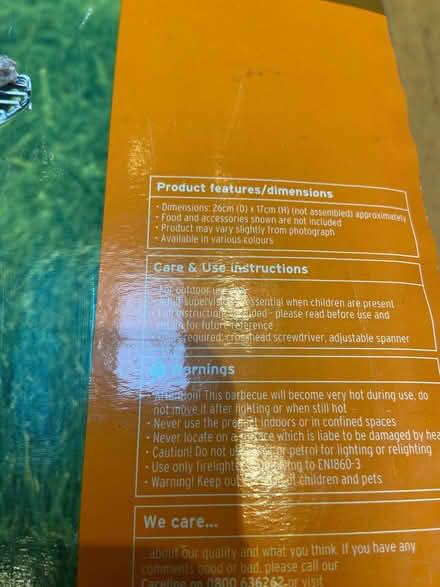 Product features/dimensions
• Dimensions: 26cm (D) x 17cm (H) (not assembled) approximately
• Food and accessories shown are not included
• Product may vary slightly from photograph
• Available in various colours
Care & Use instructions
outdoor use
supervision essential when children are present
instructions - please read before use and
for future reference
required: crosshead screwdriver, adjustable spanner
Warnings
Attention! This barbecue will become very hot during use, do
not move it after lighting or when still hot
• Never use the product indoors or in confined spaces
• Never locate on a which is liabe to be damaged by hea
• Caution! Do not use or petrol for lighting or relighting
• Use only firelighters to EN1860-3
• Warning! Keep out of children and pets
We care...
...about our quality and what you think. If you have any
comments good or bad, please call our
Careline on 0800 636262 or visit